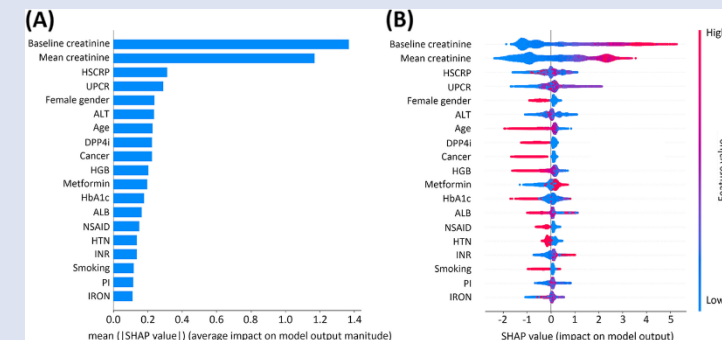 (A)
Baseline creatinine
Mean creatinine
HSCRP
UPCR
Female gender
ALT
Age
DPP4i
Cancer
HGB
Metformin
HbA1c
ALB
NSAID
HTN
INR
Smoking
PI
IRON
0.0 0.2 0.4 0.6 0.8 1.0 1.2 1.4
mean (|SHAP value|) (average impact on model output manitude)
(B)
Baseline creatinine
Mean creatinine
HSCRP
UPCR
Female gender
ALT
Age
DPP4i
Cancer
HGB
Metformin
HbA1c
ALB
NSAID
HTN
INR
Smoking
PI
IRON
-2 -1 0 1 2 3 4 5
SHAP value (impact on model output)
High
Feature value
Low